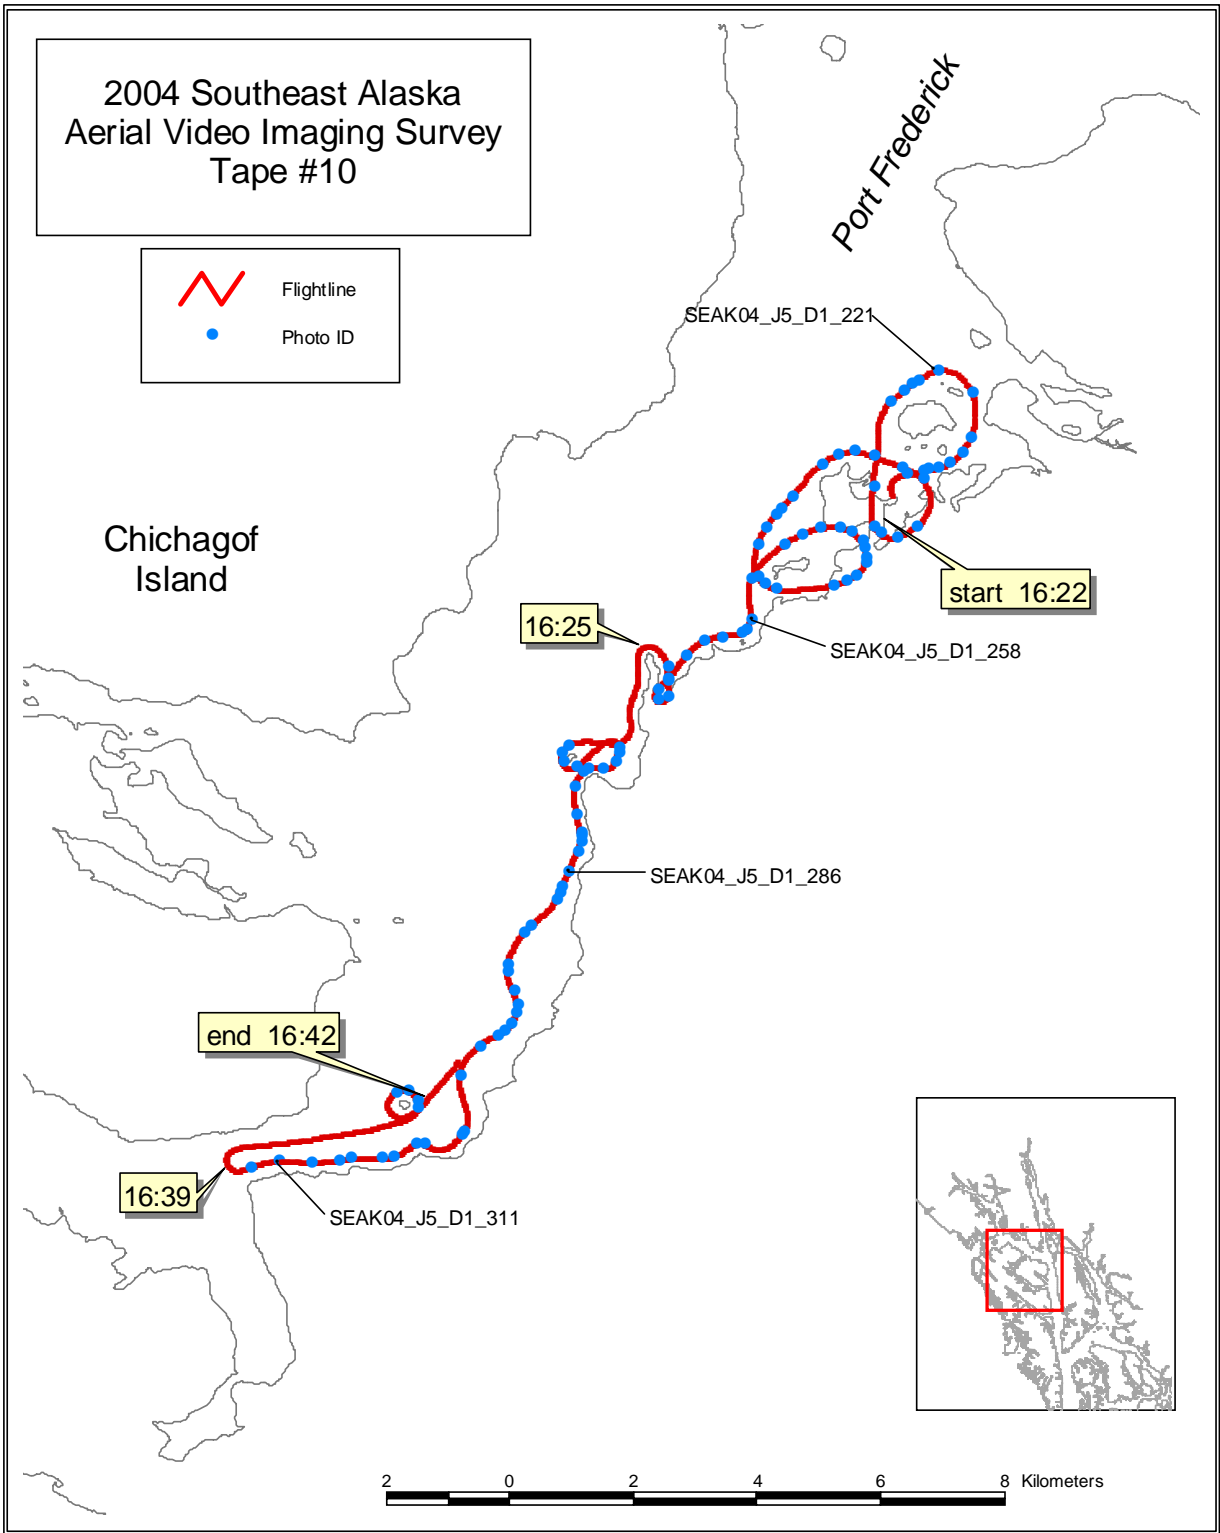 2004 Southeast Alaska
Aerial Video Imaging Survey
Tape #10
Flightline
Photo ID
Port Frederick
SEAK04_J5_D1_221
Chichagof
Island
start 16:22
16:25
SEAK04_J5_D1_258
SEAK04_J5_D1_286
end 16:42
16:39
SEAK04_J5_D1_311
2 0 2 4 6 8 Kilometers